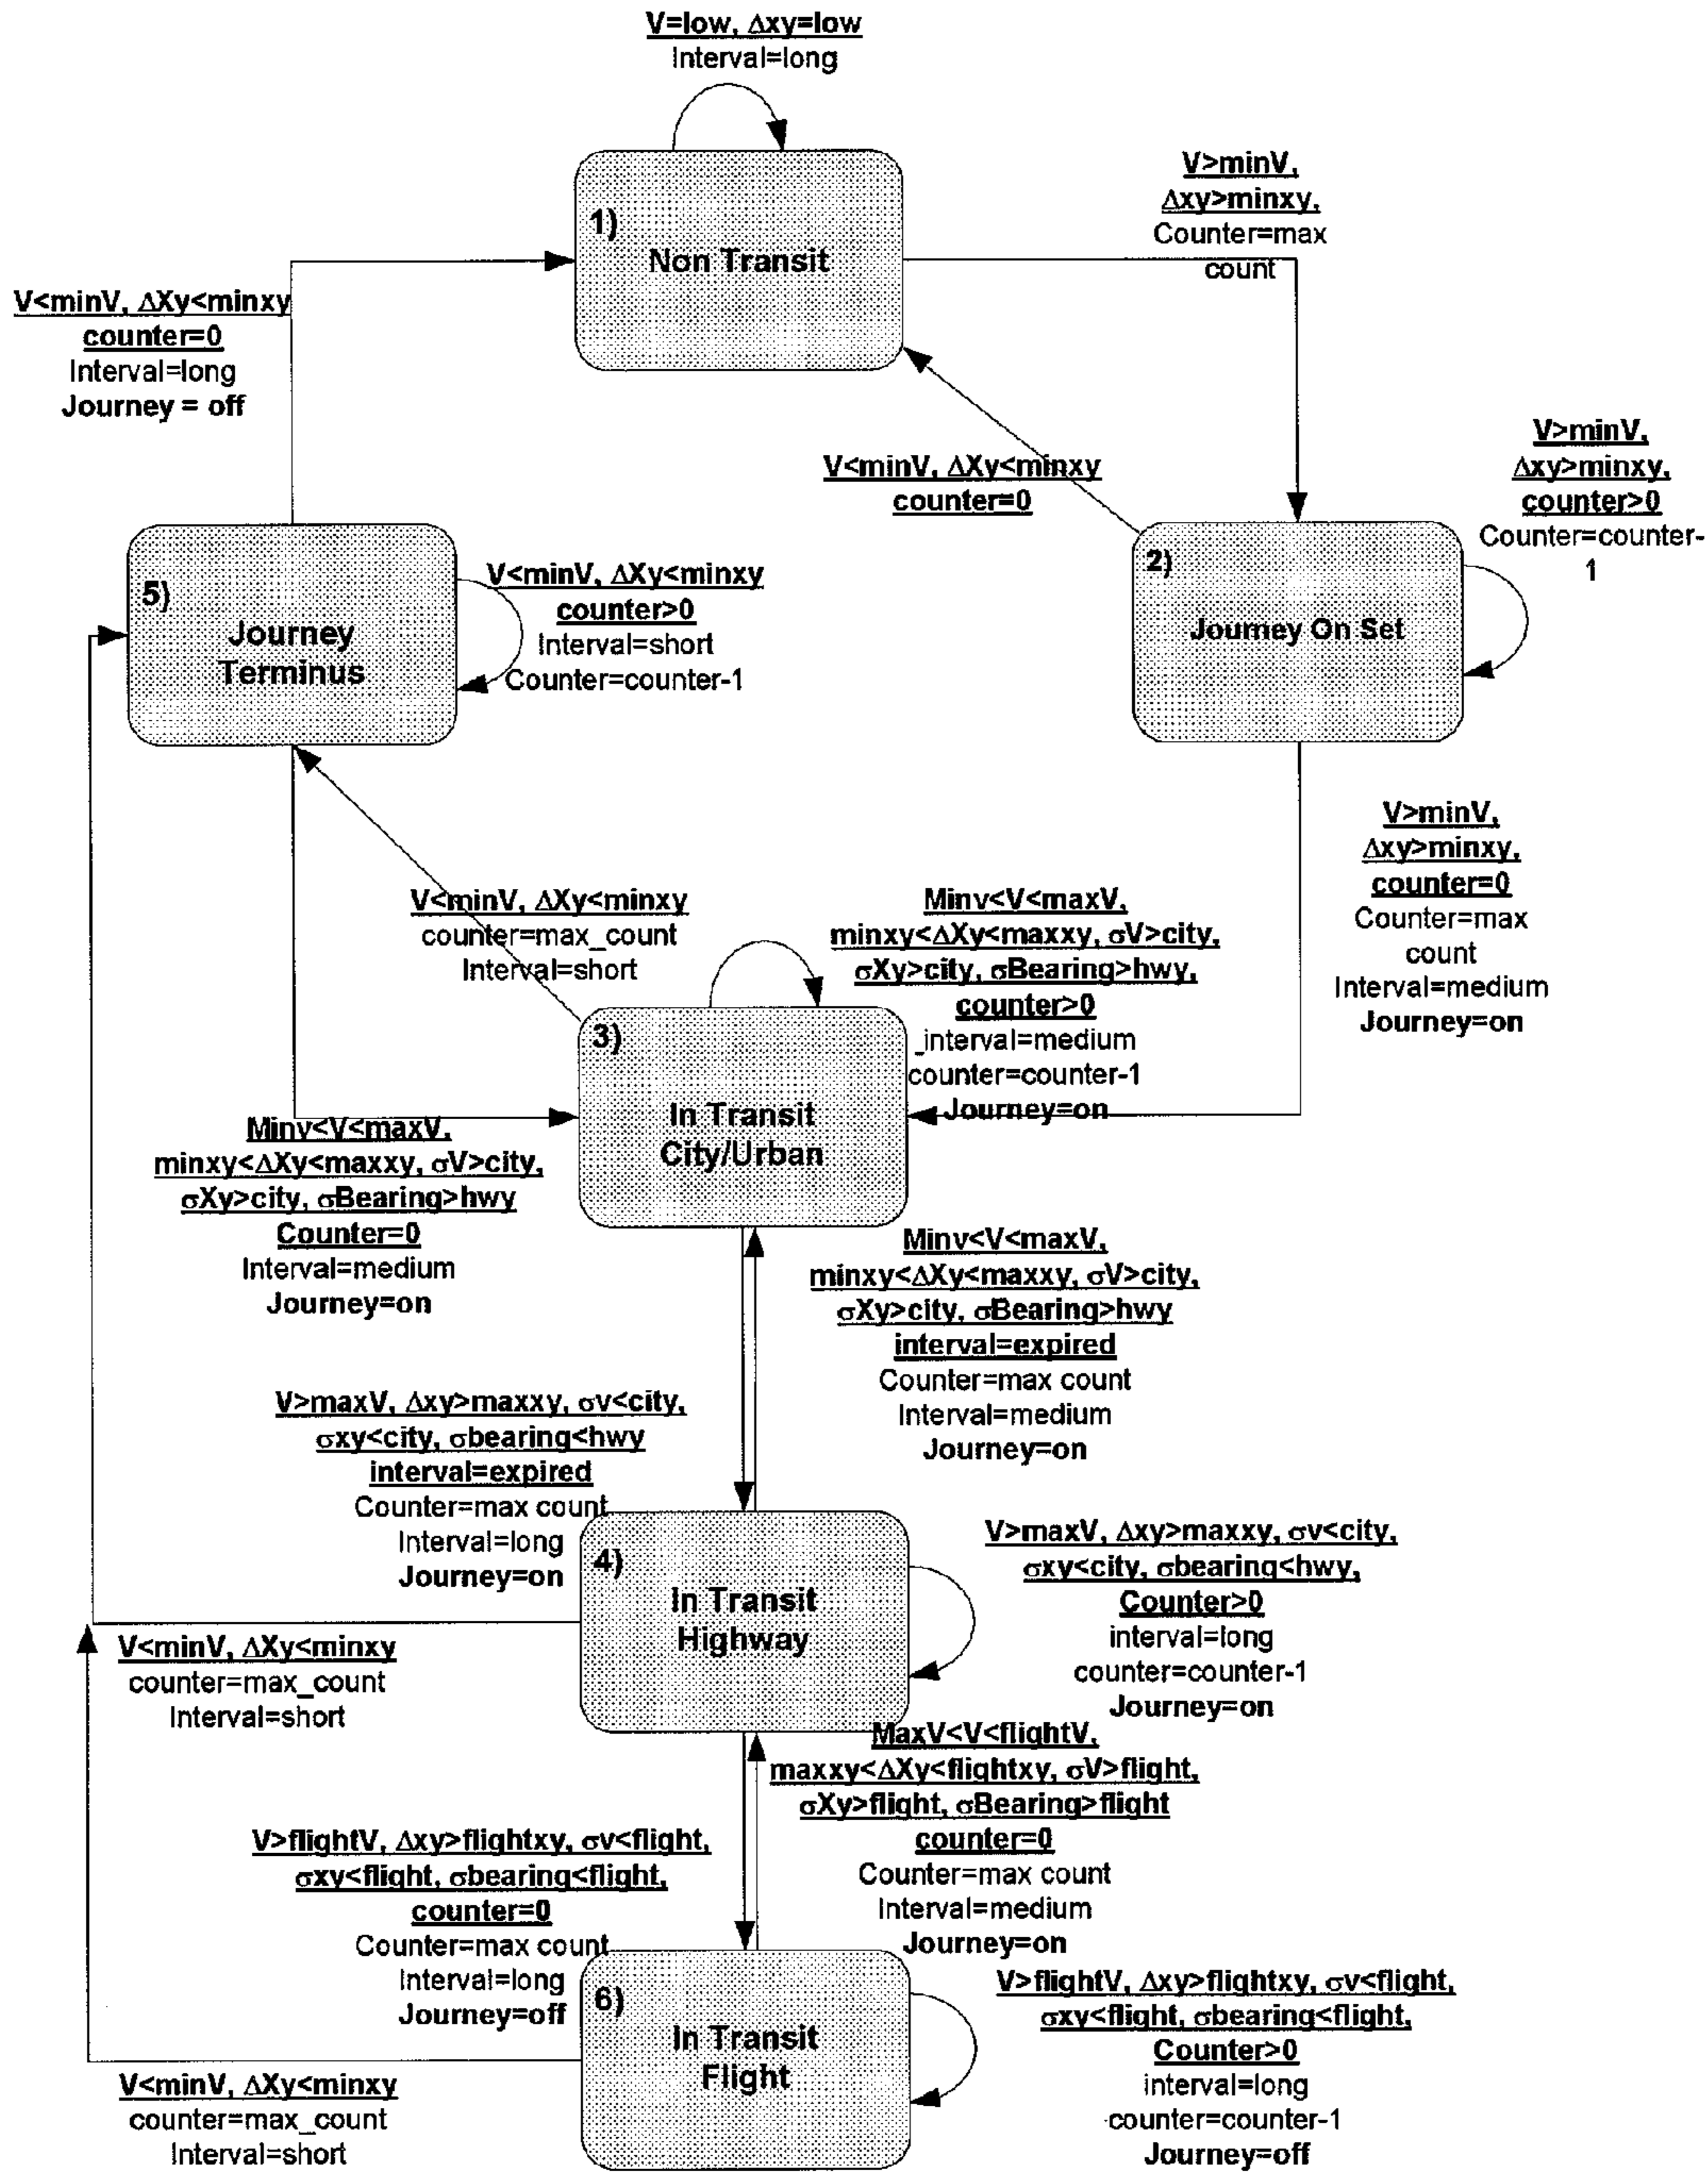 V=low, Δxy=low
Interval=long
V>minV,
Δxy>minxy,
Counter=max
count
1)
Non Transit
V<minV, ΔXy<minxy
counter=0
Interval=long
Journey = off
V<minV, ΔXy<minxy
counter=0
V>minV,
Δxy>minxy,
counter>0
Counter=counter-
1
2)
Journey On Set
5)
Journey
Terminus
V<minV, ΔXy<minxy
counter>0
Interval=short
Counter=counter-1
V>minV,
Δxy>minxy,
counter=0
Counter=max
count
Interval=medium
Journey=on
V<minV, ΔXy<minxy
counter=max_count
Interval=short
Minv<V<maxV,
minxy<ΔXy<maxxy, σV>city,
σXy>city, σBearing>hwy,
counter>0
_interval=medium
counter=counter-1
Journey=on
3)
In Transit
City/Urban
Minv<V<maxV,
minxy<ΔXy<maxxy, σV>city,
σXy>city, σBearing>hwy
Counter=0
Interval=medium
Journey=on
Minv<V<maxV,
minxy<ΔXy<maxxy, σV>city,
σXy>city, σBearing>hwy
interval=expired
Counter=max count
Interval=medium
Journey=on
V>maxV, Δxy>maxxy, σv<city,
σxy<city, σbearing<hwy
interval=expired
Counter=max count
Interval=long
Journey=on
4)
In Transit
Highway
V>maxV, Δxy>maxxy, σv<city,
σxy<city, σbearing<hwy,
Counter>0
interval=long
counter=counter-1
Journey=on
V<minV, ΔXy<minxy
counter=max_count
Interval=short
MaxV<V<flightV,
maxxy<ΔXy<flightxy, σV>flight,
σXy>flight, σBearing>flight
counter=0
Counter=max count
Interval=medium
Journey=on
V>flightV, Δxy>flightxy, σv<flight,
σxy<flight, σbearing<flight,
counter=0
Counter=max count
Interval=long
Journey=off
6)
In Transit
Flight
V>flightV, Δxy>flightxy, σv<flight,
σxy<flight, σbearing<flight,
Counter>0
interval=long
counter=counter-1
Journey=off
V<minV, ΔXy<minxy
counter=max_count
Interval=short